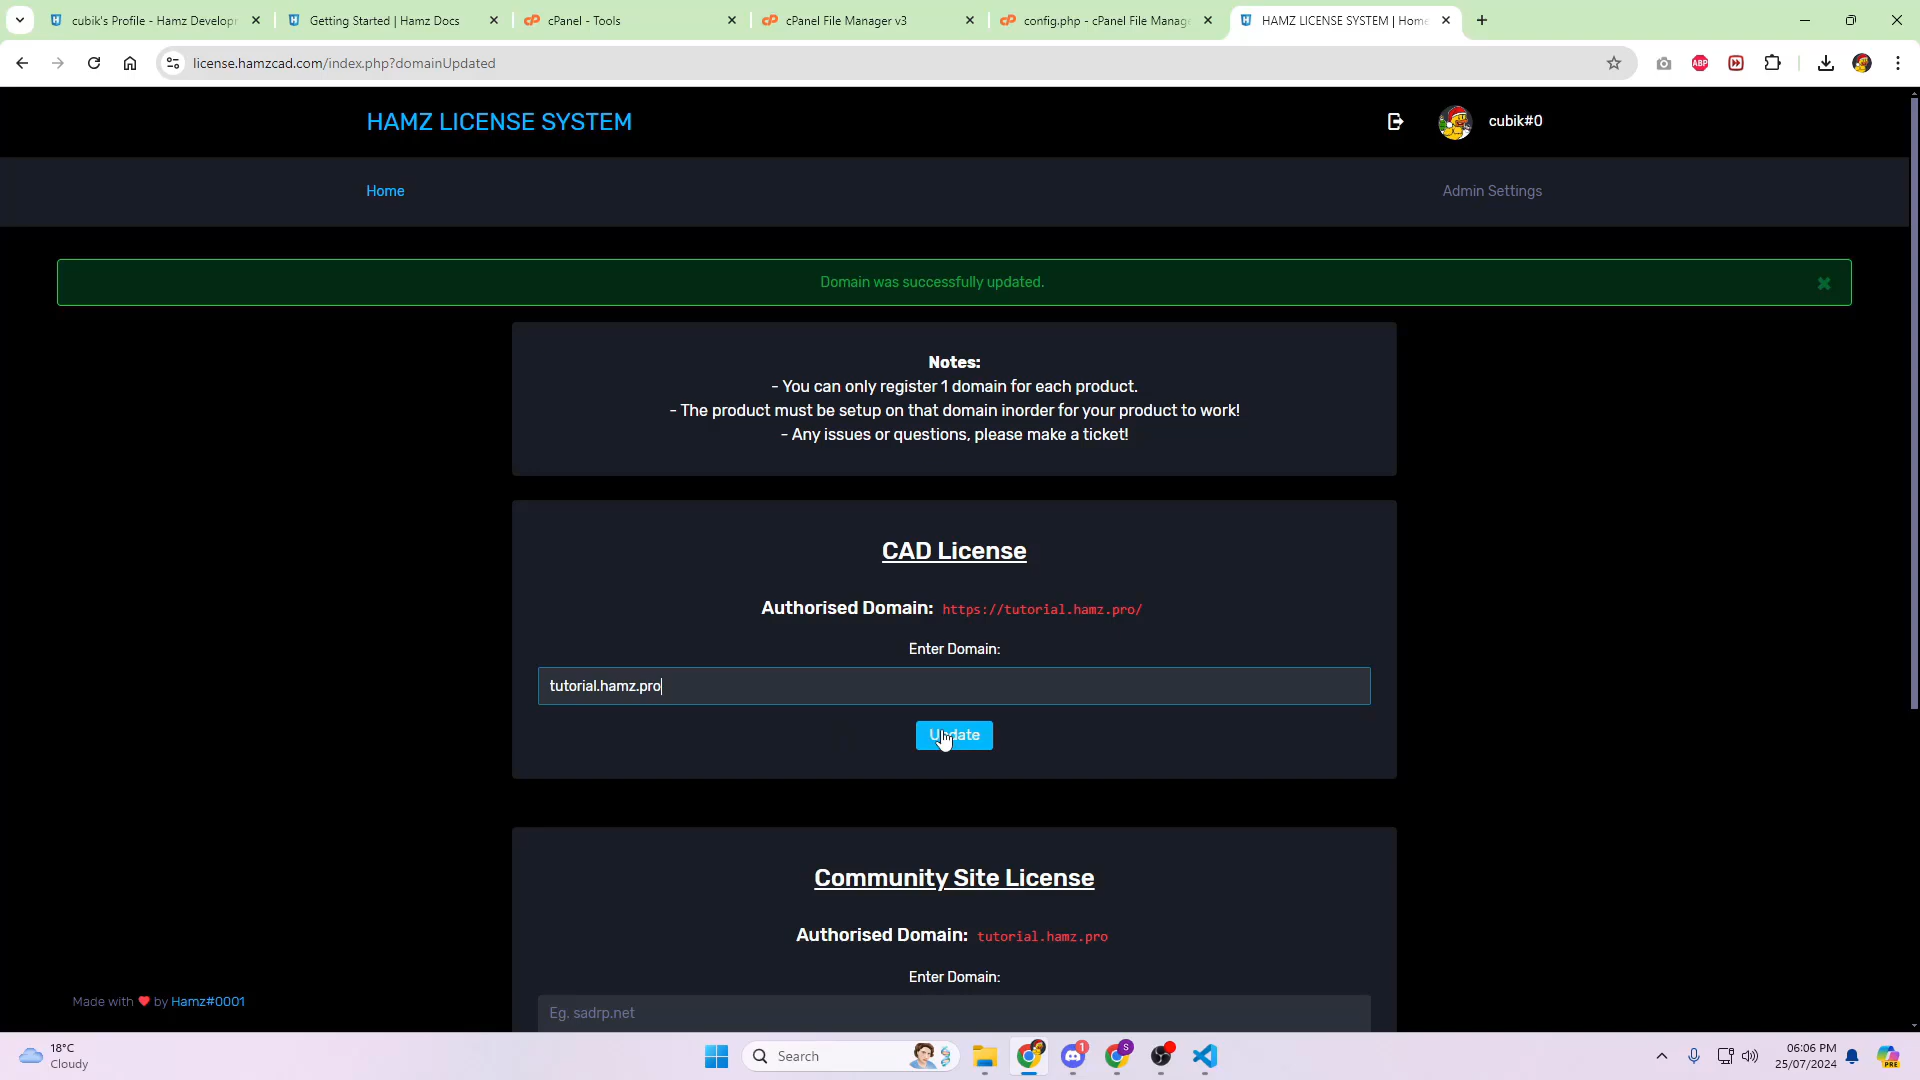 cubik's Profile - Hamz Develop
Getting Started | Hamz Docs
cPanel - Tools
cPanel File Manager v3
config.php - cPanel File Manag
HAMZ LICENSE SYSTEM | Home
license.hamzcad.com/index.php?domainUpdated
ABP
HAMZ LICENSE SYSTEM
cubik#0
Home
Admin Settings
Domain was successfully updated.
Notes:
- You can only register 1 domain for each product.
- The product must be setup on that domain inorder for your product to work!
- Any issues or questions, please make a ticket!
CAD License
Authorised Domain: https://tutorial.hamz.pro/
Enter Domain:
tutorial.hamz.pro
Update
Community Site License
Authorised Domain: tutorial.hamz.pro
Enter Domain:
Eg. sadrp.net
Made with ❤ by Hamz#0001
18°C
Cloudy
Search
1
S
06:06 PM
25/07/2024
PRE